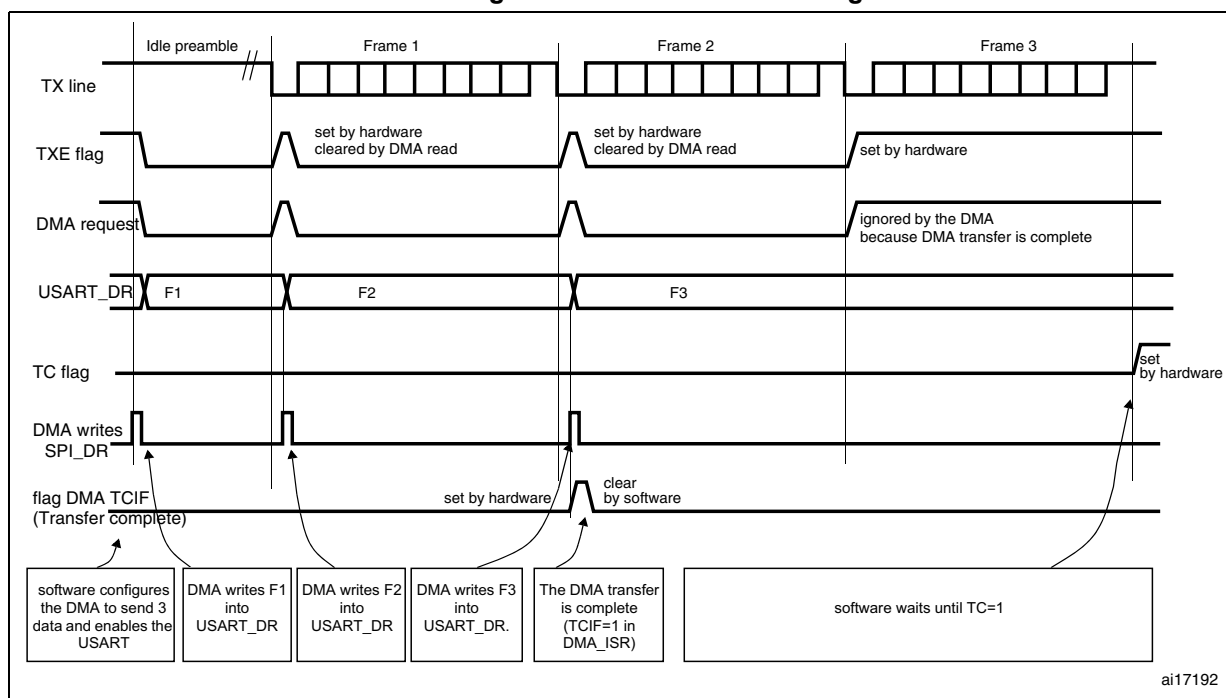 Idle preamble
Frame 1
Frame 2
Frame 3
TX line
TXE flag
set by hardware
cleared by DMA read
set by hardware
cleared by DMA read
set by hardware
DMA request
ignored by the DMA
because DMA transfer is complete
USART_DR
F1
F2
F3
TC flag
set
by hardware
DMA writes
SPI_DR
flag DMA TCIF
(Transfer complete)
set by hardware
clear
by software
software configures
the DMA to send 3
data and enables the
USART
DMA writes F1
into
USART_DR
DMA writes F2
into
USART_DR
DMA writes F3
into
USART_DR.
The DMA transfer
is complete
(TCIF=1 in
DMA_ISR)
software waits until TC=1
ai17192